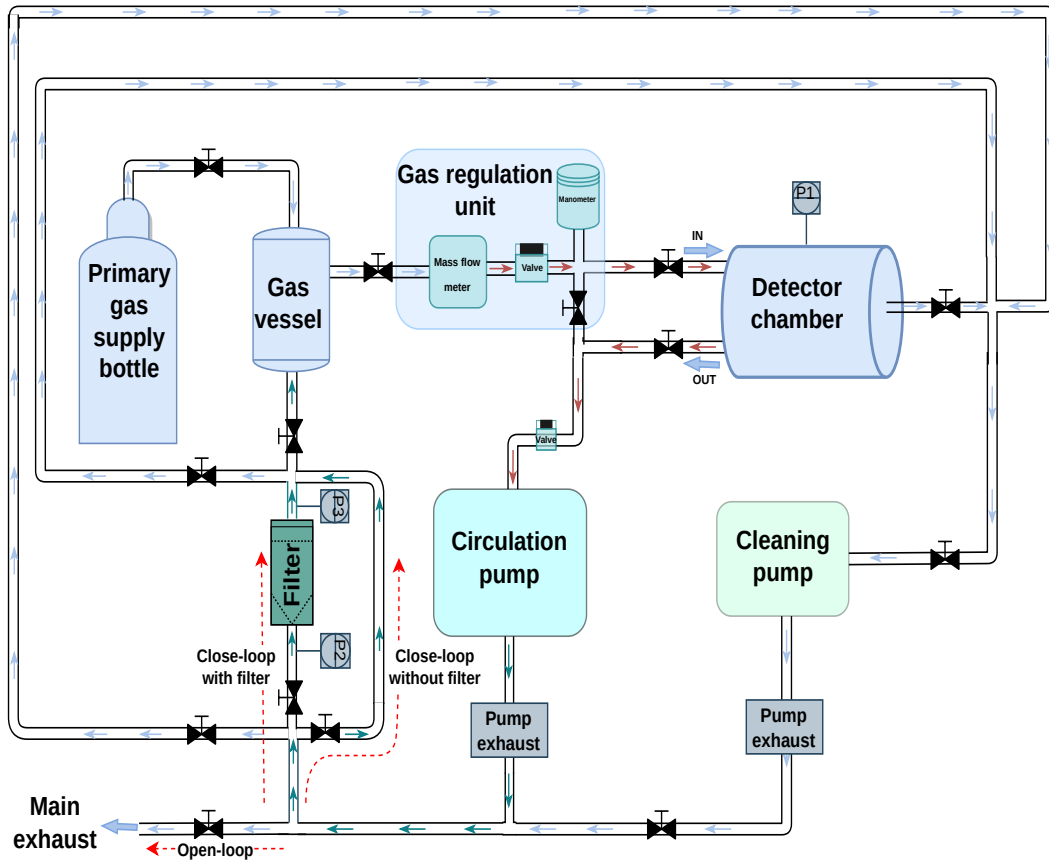 Gas regulation
unit
Manometer
P1
IN
Primary
gas
supply
bottle
Gas
vessel
Mass flow
meter
Valve
Detector
chamber
OUT
Valve
P3
Circulation
pump
Cleaning
pump
Filter
P2
Close-loop
with filter
Close-loop
without filter
Pump
exhaust
Pump
exhaust
Main
exhaust
Open-loop